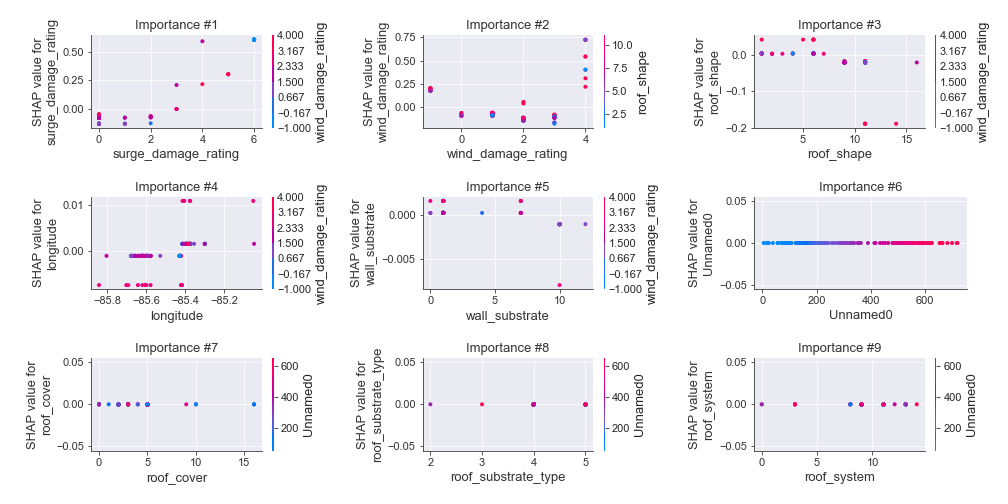 Importance #1
SHAP value for
surge_damage_rating
0.50
0.25
0.00
0 2 4 6
surge_damage_rating
4.000
3.167
2.333
1.500
0.667
−0.167
−1.000
wind_damage_rating
Importance #2
SHAP value for
wind_damage_rating
0.75
0.50
0.25
0.00
0 2 4
wind_damage_rating
10.0
7.5
5.0
2.5
roof_shape
Importance #3
SHAP value for
roof_shape
0.0
−0.1
−0.2
5 10 15
roof_shape
4.000
3.167
2.333
1.500
0.667
−0.167
−1.000
wind_damage_rating
Importance #4
SHAP value for
longitude
0.01
0.00
−85.8 −85.6 −85.4 −85.2
longitude
4.000
3.167
2.333
1.500
0.667
−0.167
−1.000
wind_damage_rating
Importance #5
SHAP value for
wall_substrate
0.000
−0.005
0 10
wall_substrate
4.000
3.167
2.333
1.500
0.667
−0.167
−1.000
wind_damage_rating
Importance #6
SHAP value for
Unnamed0
0.05
0.00
−0.05
0 200 400 600
Unnamed0
Importance #7
SHAP value for
roof_cover
0.05
0.00
−0.05
0 5 10 15
roof_cover
600
400
200
Unnamed0
Importance #8
SHAP value for
roof_substrate_type
0.05
0.00
−0.05
2 3 4 5
roof_substrate_type
600
400
200
Unnamed0
Importance #9
SHAP value for
roof_system
0.05
0.00
−0.05
0 5 10
roof_system
600
400
200
Unnamed0